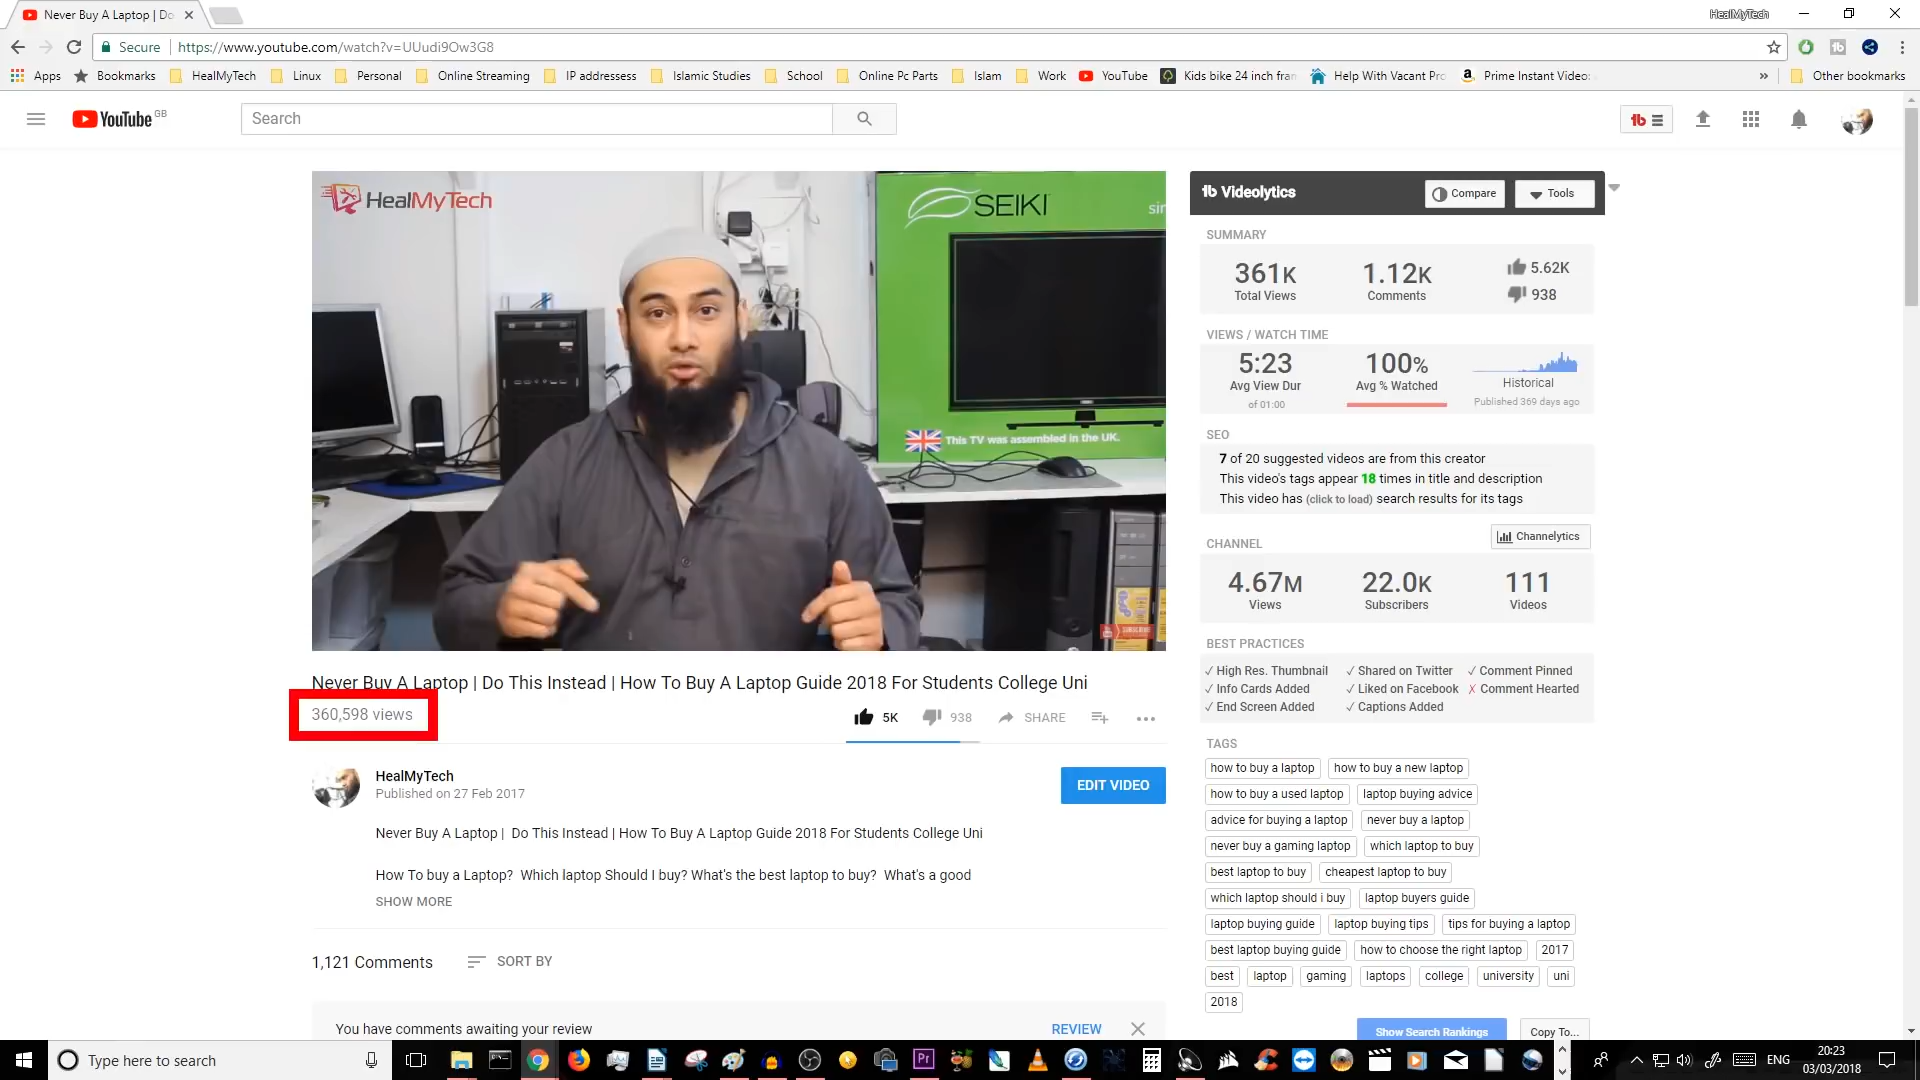 Never Buy A Laptop | Do
HealMyTech
Secure
https://www.youtube.com/watch?v=UUudi9Ow3G8
Apps
Bookmarks
HealMyTech
Linux
Personal
Online Streaming
IP addressess
Islamic Studies
School
Online Pc Parts
Islam
Work
YouTube
Kids bike 24 inch fram
Help With Vacant Pro
Prime Instant Video:
Other bookmarks
YouTube GB
Search
HealMyTech
SEIKI
This TV was assembled in the UK.
Never Buy A Laptop | Do This Instead | How To Buy A Laptop Guide 2018 For Students College Uni
360,598 views
5K
938
SHARE
HealMyTech
Published on 27 Feb 2017
EDIT VIDEO
Never Buy A Laptop | Do This Instead | How To Buy A Laptop Guide 2018 For Students College Uni
How To buy a Laptop? Which laptop Should I buy? What's the best laptop to buy? What's a good
SHOW MORE
1,121 Comments
SORT BY
You have comments awaiting your review
REVIEW
Videolytics
Compare
Tools
SUMMARY
361K
Total Views
1.12K
Comments
5.62K
938
VIEWS / WATCH TIME
5:23
Avg View Dur
of 01:00
100%
Avg % Watched
Historical
Published 369 days ago
SEO
7 of 20 suggested videos are from this creator
This video's tags appear 18 times in title and description
This video has (click to load) search results for its tags
CHANNEL
Channelytics
4.67M
Views
22.0K
Subscribers
111
Videos
BEST PRACTICES
✓ High Res. Thumbnail
✓ Shared on Twitter
✓ Comment Pinned
✓ Info Cards Added
✓ Liked on Facebook
✗ Comment Hearted
✓ End Screen Added
✓ Captions Added
TAGS
how to buy a laptop
how to buy a new laptop
how to buy a used laptop
laptop buying advice
advice for buying a laptop
never buy a laptop
never buy a gaming laptop
which laptop to buy
best laptop to buy
cheapest laptop to buy
which laptop should i buy
laptop buyers guide
laptop buying guide
laptop buying tips
tips for buying a laptop
best laptop buying guide
how to choose the right laptop
2017
best
laptop
gaming
laptops
college
university
uni
2018
Show Search Rankings
Copy To...
Type here to search
Pr
ENG
20:23
03/03/2018